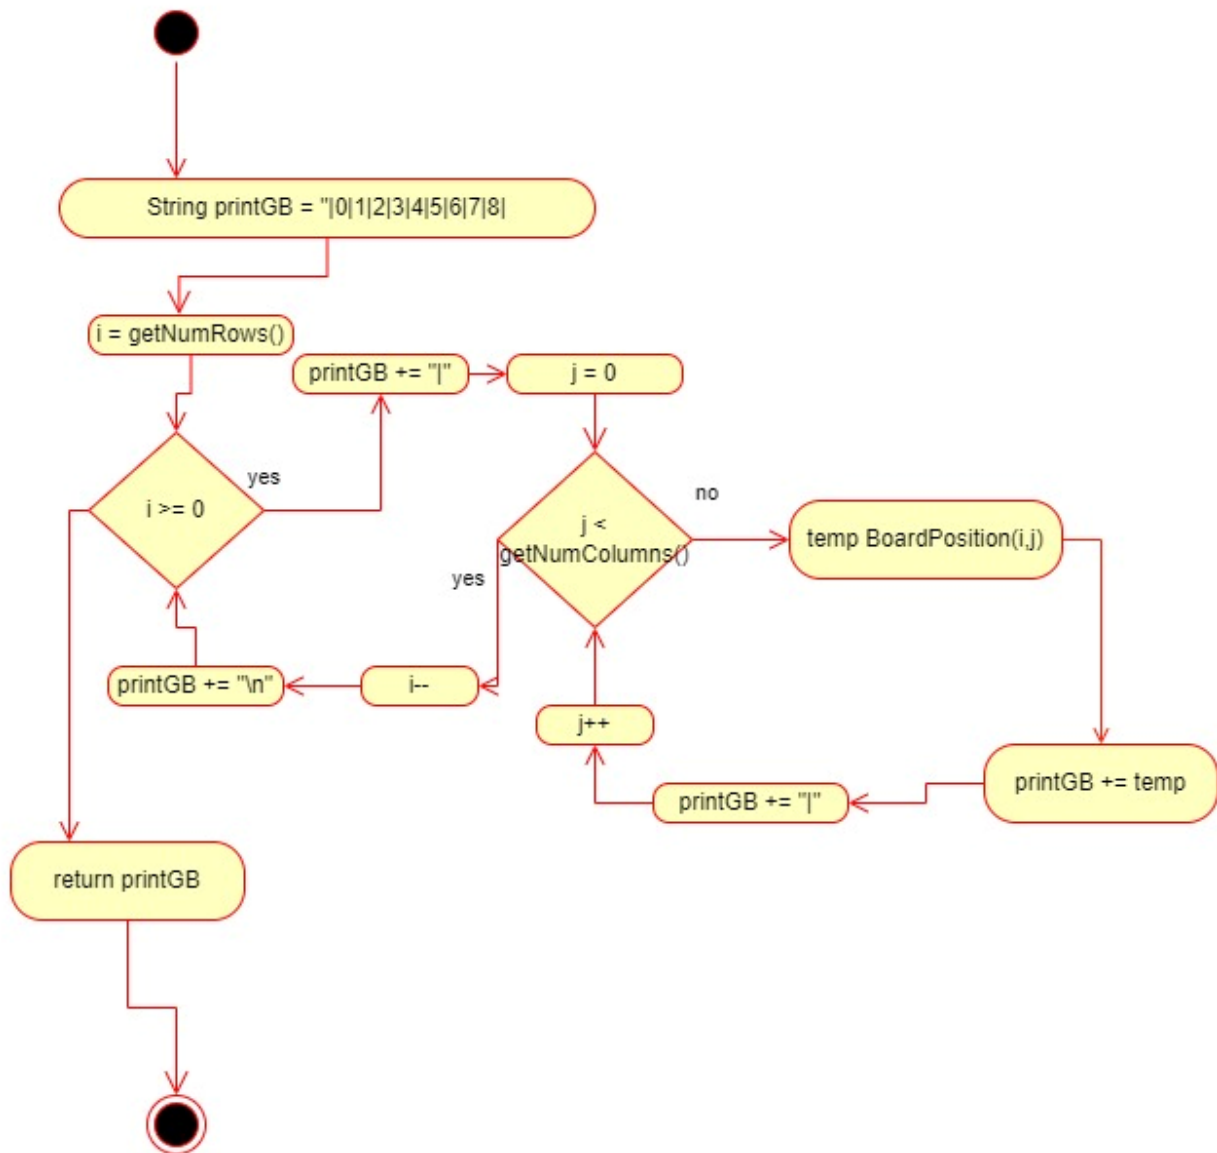 String printGB = "|0|1|2|3|4|5|6|7|8|
i = getNumRows()
printGB += "|"
j = 0
i >= 0
yes
j <
getNumColumns()
no
yes
temp BoardPosition(i,j)
printGB += "\n"
i--
j++
printGB += "|"
printGB += temp
return printGB